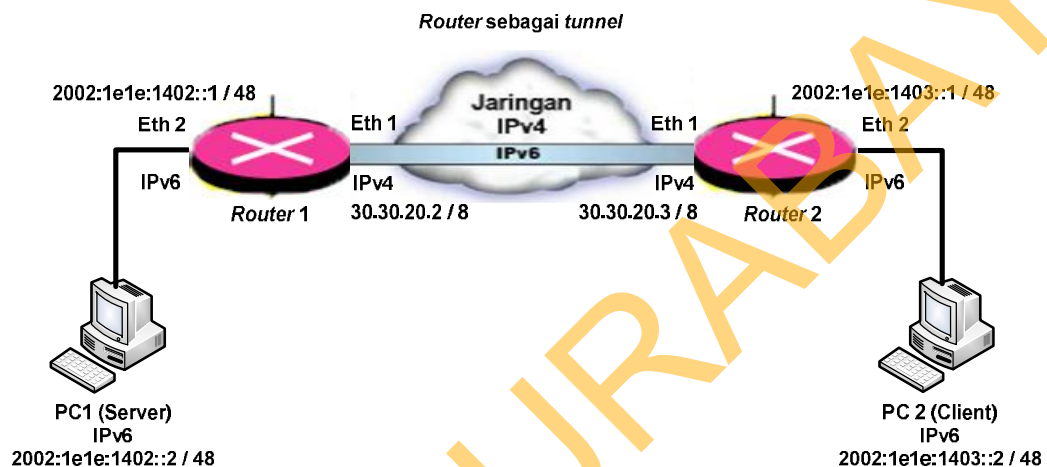 Router sebagai tunnel
2002:1e1e:1402::1 / 48
2002:1e1e:1403::1 / 48
Eth 2
Eth 1
Jaringan
IPv4
IPv6
Eth 1
Eth 2
IPv6
IPv4
IPv4
IPv6
Router 1
30.30.20.2 / 8
30.30.20.3 / 8
Router 2
PC1 (Server)
IPv6
2002:1e1e:1402::2 / 48
PC 2 (Client)
IPv6
2002:1e1e:1403::2 / 48
URABAY